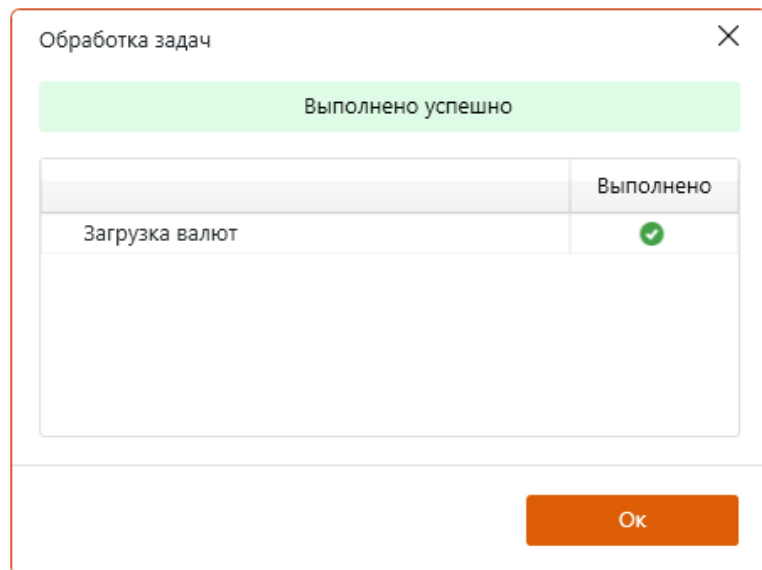 Обработка задач
Выполнено успешно
Выполнено
Загрузка валют
Ок